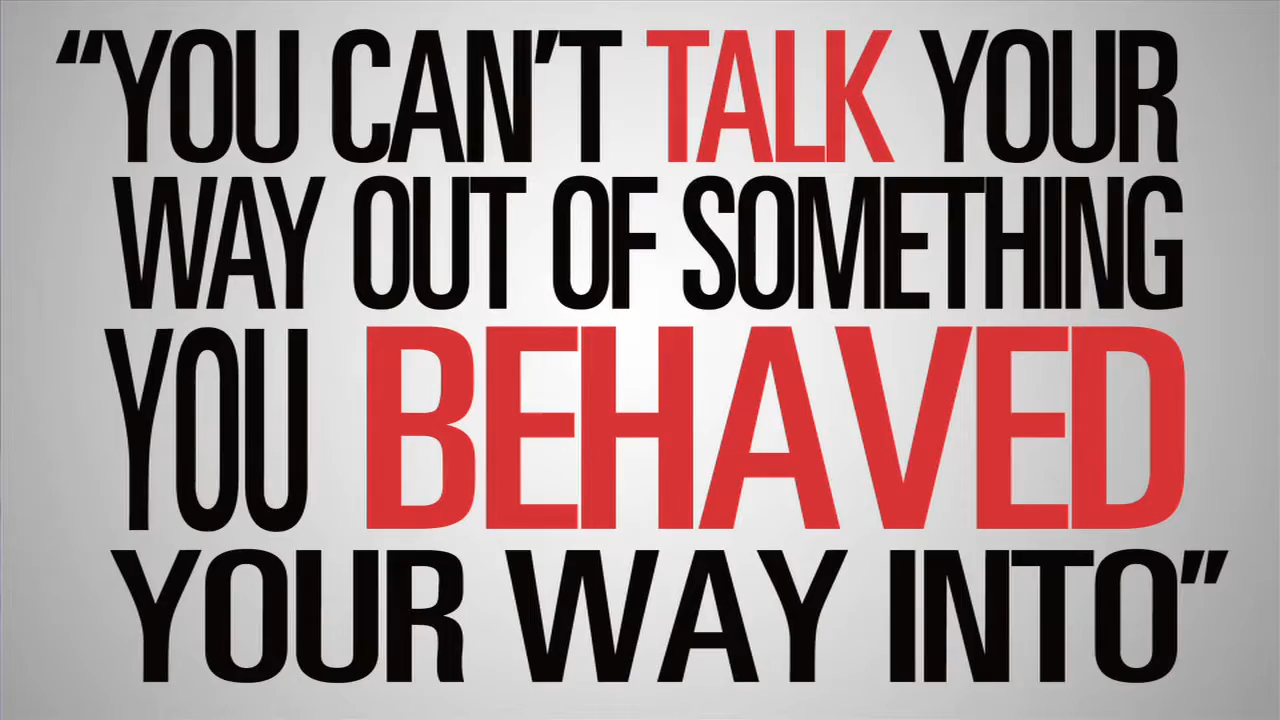 “YOU CAN’T TALK YOUR
WAY OUT OF SOMETHING
YOU BEHAVED
YOUR WAY INTO”